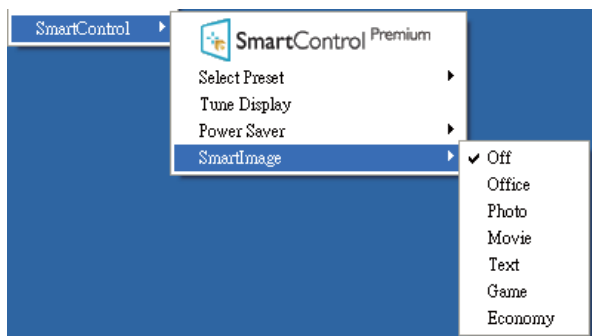 SmartControl
SmartControl Premium
Select Preset
Tune Display
Power Saver
SmartImage
Off
Office
Photo
Movie
Text
Game
Economy